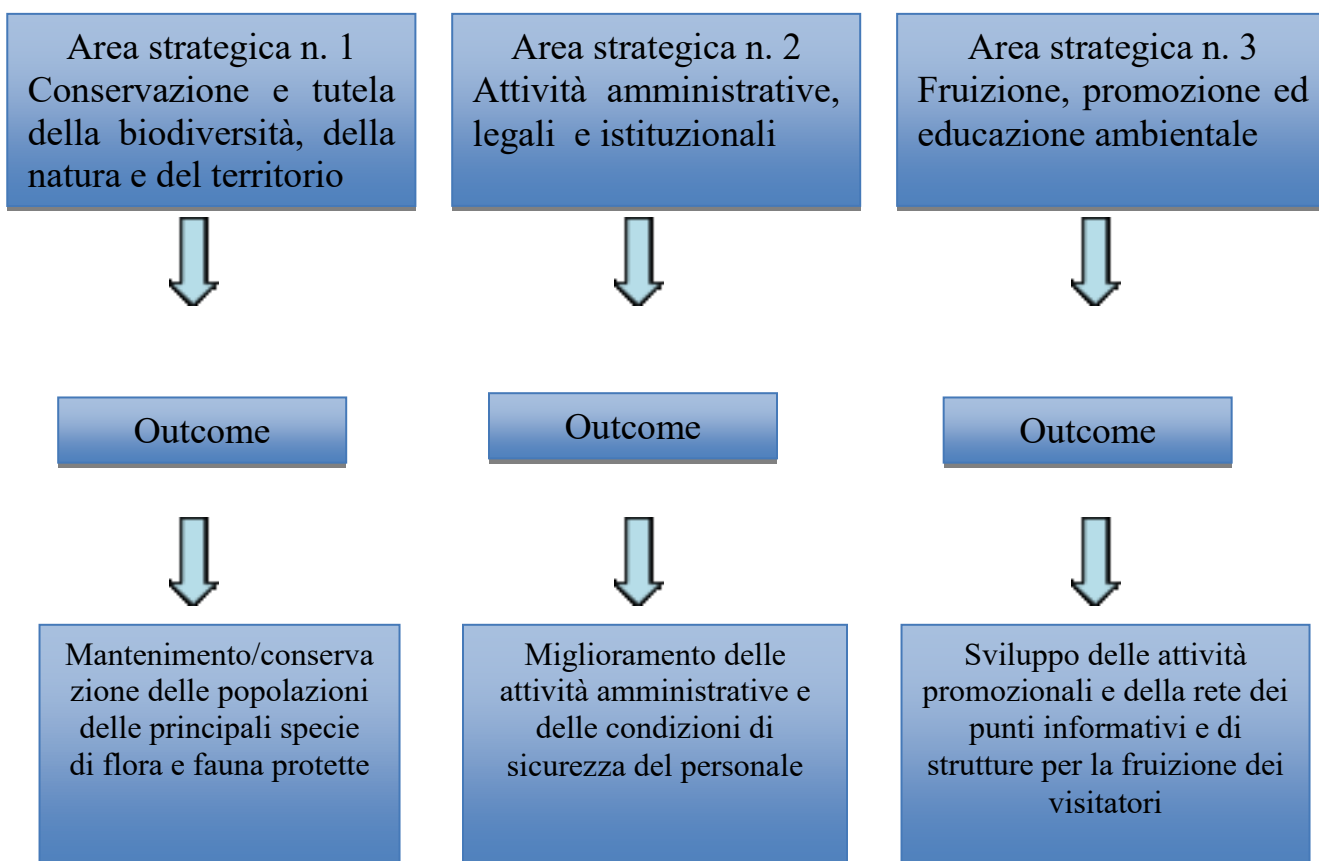 Area strategica n. 1
Conservazione e tutela
della biodiversità, della
natura e del territorio
Area strategica n. 2
Attività amministrative,
legali e istituzionali
Area strategica n. 3
Fruizione, promozione ed
educazione ambientale
Outcome
Outcome
Outcome
Mantenimento/conserva
zione delle popolazioni
delle principali specie
di flora e fauna protette
Miglioramento delle
attività amministrative e
delle condizioni di
sicurezza del personale
Sviluppo delle attività
promozionali e della rete dei
punti informativi e di
strutture per la fruizione dei
visitatori